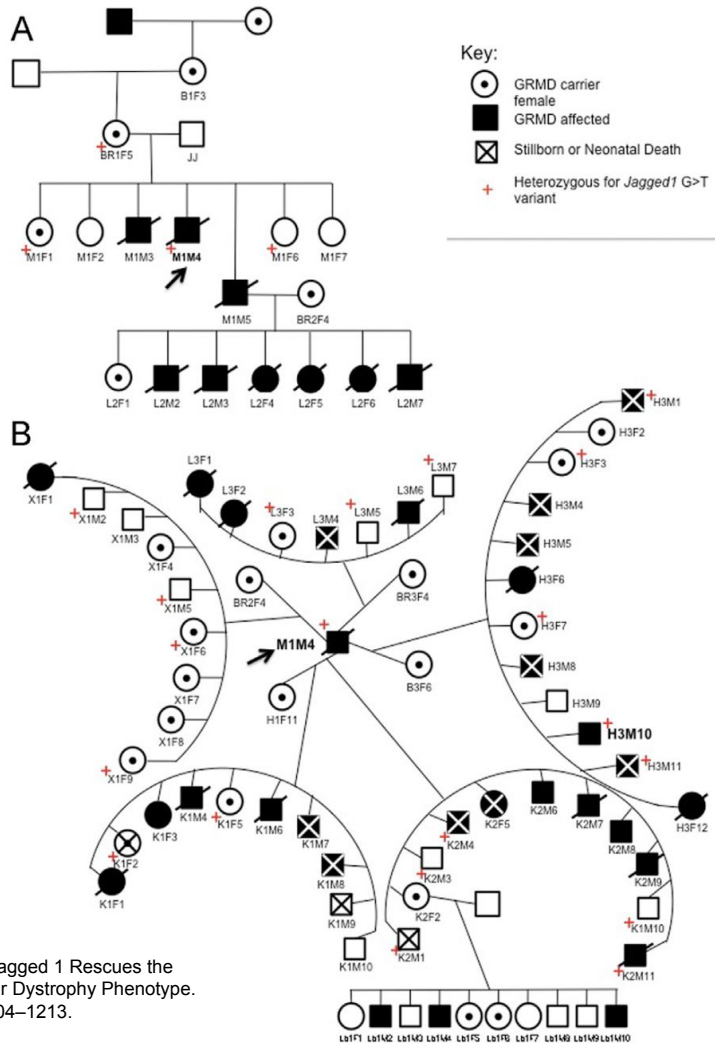 A
Key:
GRMD carrier
female
GRMD affected
Stillborn or Neonatal Death
Heterozygous for Jagged1 G>T
variant
B1F3
BR1F5
JJ
M1F1
M1F2
M1M3
M1M4
M1F6
M1F7
M1M5
BR2F4
L2F1
L2M2
L2M3
L2F4
L2F5
L2F6
L2M7
B
H3M1
H3F2
H3F3
H3M4
H3M5
H3F6
H3F7
H3M8
H3M9
H3M10
H3M11
H3F12
L3F1
L3F2
L3F3
L3M4
L3M5
L3M6
L3M7
X1F1
X1M2
X1M3
X1F4
X1M5
X1F6
X1F7
X1F8
X1F9
BR2F4
BR3F4
M1M4
B3F6
H1F11
K1F1
K1F2
K1F3
K1M4
K1F5
K1M6
K1M7
K1M8
K1M9
K1M10
K2M1
K2F2
K2M3
K2M4
K2F5
K2M6
K2M7
K2M8
K2M9
K1M10
K2M11
agged 1 Rescues the
r Dystrophy Phenotype.
04–1213.